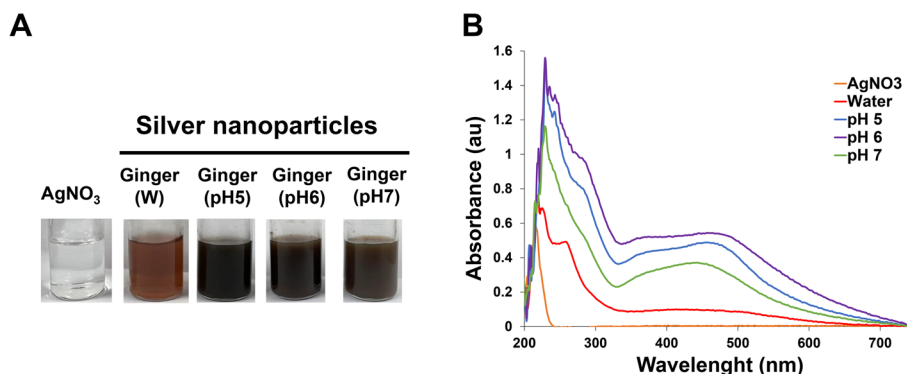 A
Silver nanoparticles
AgNO3
Ginger
(W)
Ginger
(pH5)
Ginger
(pH6)
Ginger
(pH7)
B
1.6
1.4
1.2
1
0.8
0.6
0.4
0.2
0
Absorbance (au)
200
300
400
500
600
700
Wavelenght (nm)
AgNO3
Water
pH 5
pH 6
pH 7